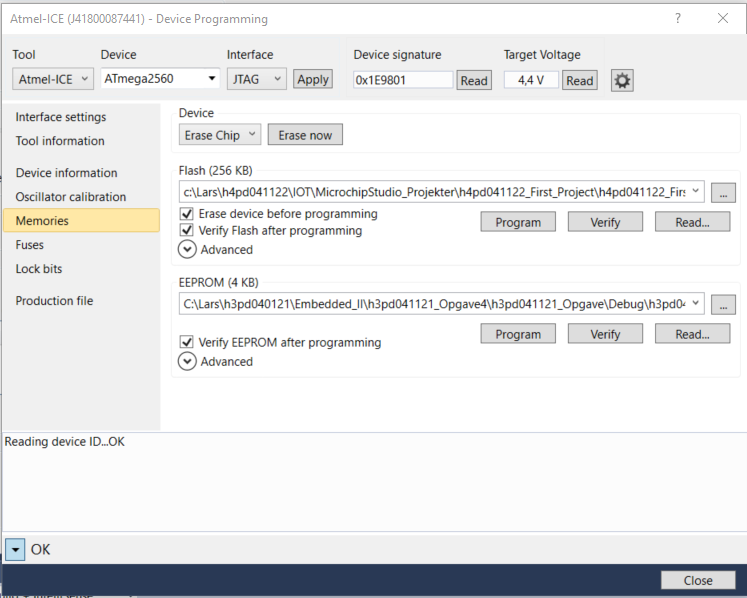 Atmel-ICE (J41800087441) - Device Programming
Tool Device Interface Device signature Target Voltage
Atmel-ICE ATmega2560 JTAG Apply 0x1E9801 Read 4,4 V Read
Interface settings
Tool information
Device information
Oscillator calibration
Memories
Fuses
Lock bits
Production file
Device
Erase Chip Erase now
Flash (256 KB)
c:\Lars\h4pd041122\IOT\MicrochipStudio_Projekter\h4pd041122_First_Project\h4pd041122_Firs ...
Erase device before programming
Verify Flash after programming
Program Verify Read...
Advanced
EEPROM (4 KB)
C:\Lars\h3pd040121\Embedded_II\h3pd041121_Opgave4\h3pd041121_Opgave\Debug\h3pd04 ...
Program Verify Read...
Verify EEPROM after programming
Advanced
Reading device ID...OK
OK
Close